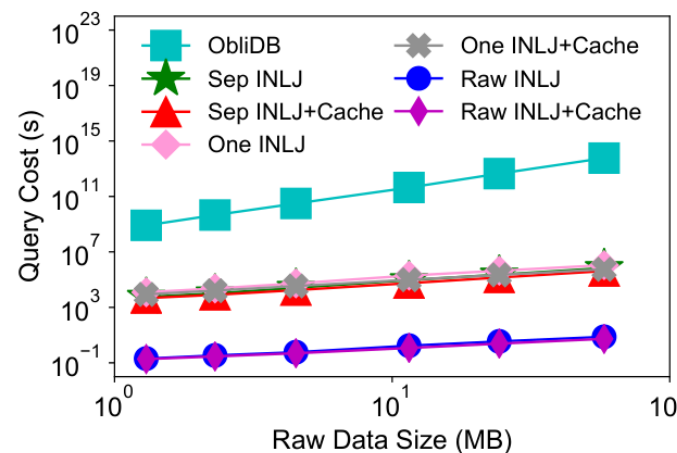 10^23
10^19
10^15
10^11
10^7
10^3
10^−1
Query Cost (s)
ObliDB
Sep INLJ
Sep INLJ+Cache
One INLJ
One INLJ+Cache
Raw INLJ
Raw INLJ+Cache
10^0
10^1
10
Raw Data Size (MB)